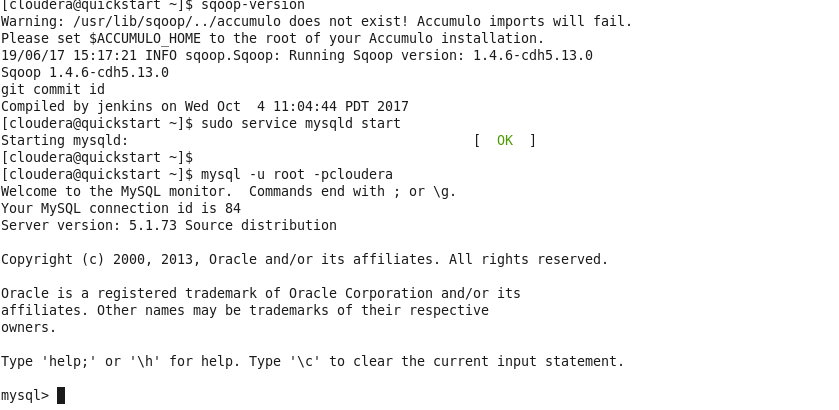 [cloudera@quickstart ~]$ sqoop-version
Warning: /usr/lib/sqoop/../accumulo does not exist! Accumulo imports will fail.
Please set $ACCUMULO_HOME to the root of your Accumulo installation.
19/06/17 15:17:21 INFO sqoop.Sqoop: Running Sqoop version: 1.4.6-cdh5.13.0
Sqoop 1.4.6-cdh5.13.0
git commit id
Compiled by jenkins on Wed Oct  4 11:04:44 PDT 2017
[cloudera@quickstart ~]$ sudo service mysqld start
Starting mysqld:                                           [  OK  ]
[cloudera@quickstart ~]$
[cloudera@quickstart ~]$ mysql -u root -pcloudera
Welcome to the MySQL monitor.  Commands end with ; or \g.
Your MySQL connection id is 84
Server version: 5.1.73 Source distribution

Copyright (c) 2000, 2013, Oracle and/or its affiliates. All rights reserved.

Oracle is a registered trademark of Oracle Corporation and/or its
affiliates. Other names may be trademarks of their respective
owners.

Type 'help;' or '\h' for help. Type '\c' to clear the current input statement.

mysql>